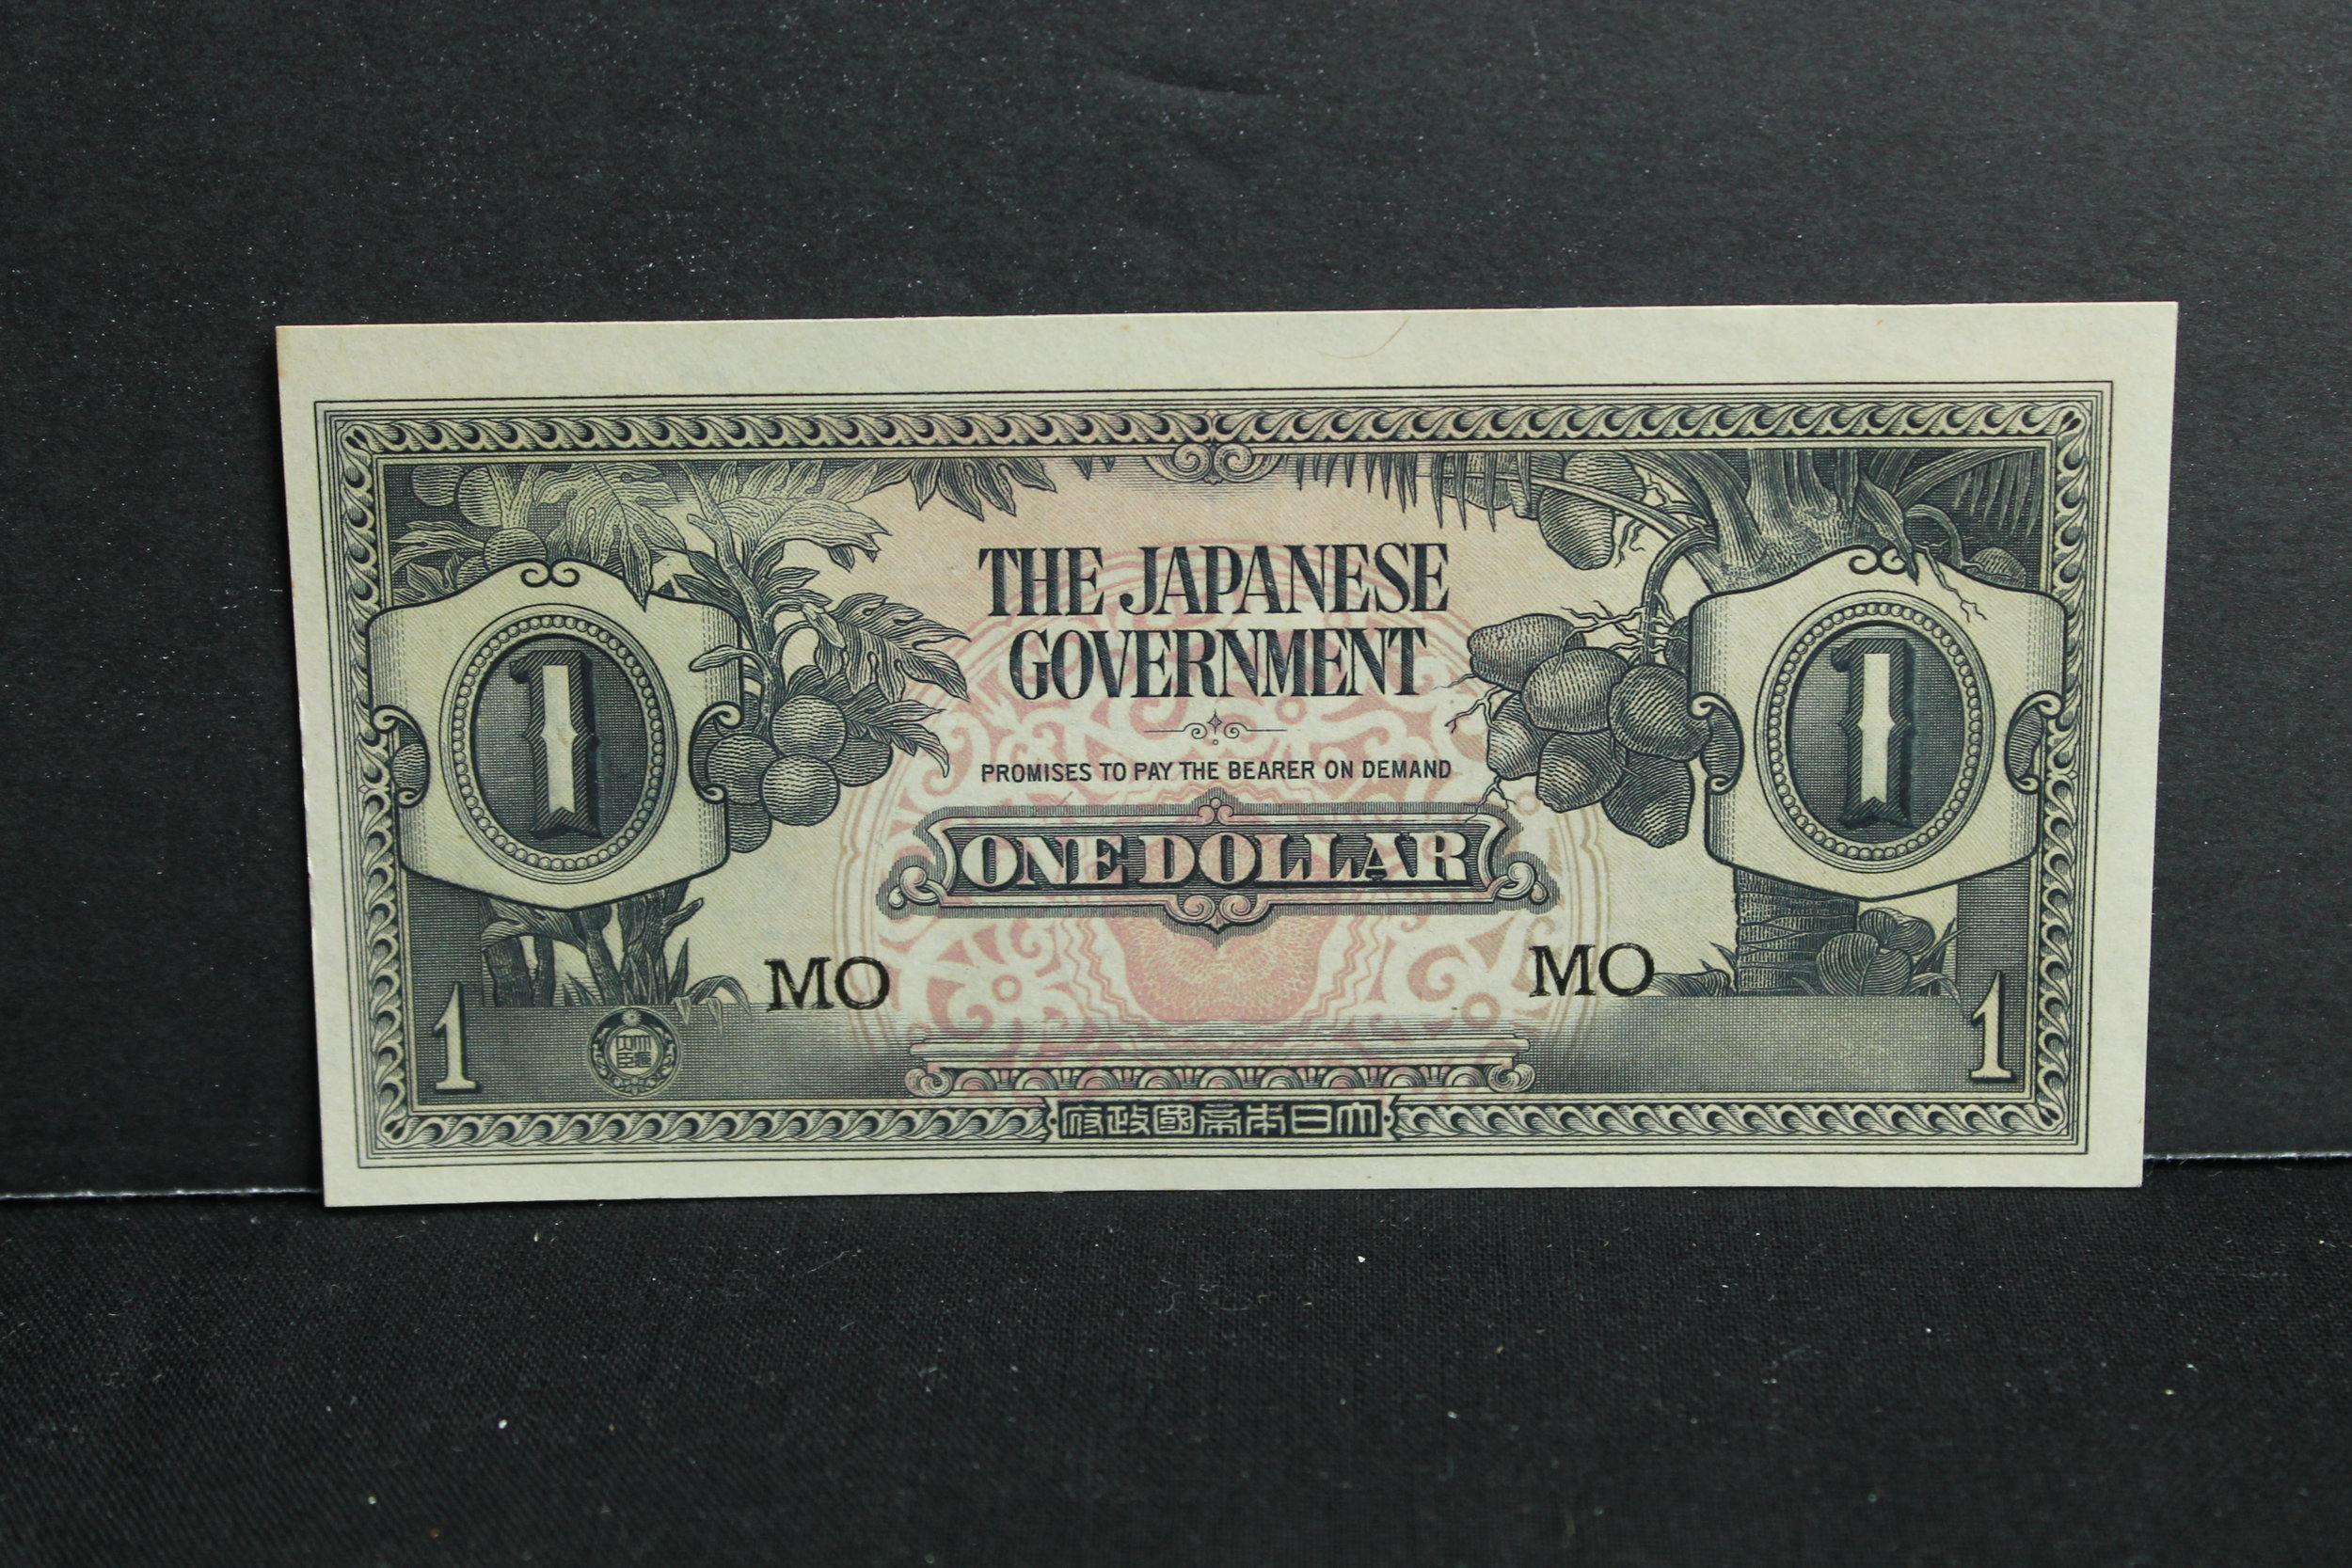 THE JAPANESE
GOVERNMENT
PROMISES TO PAY THE BEARER ON DEMAND
ONE DOLLAR
1
1
MO
MO
1
1
府政國帝本日大